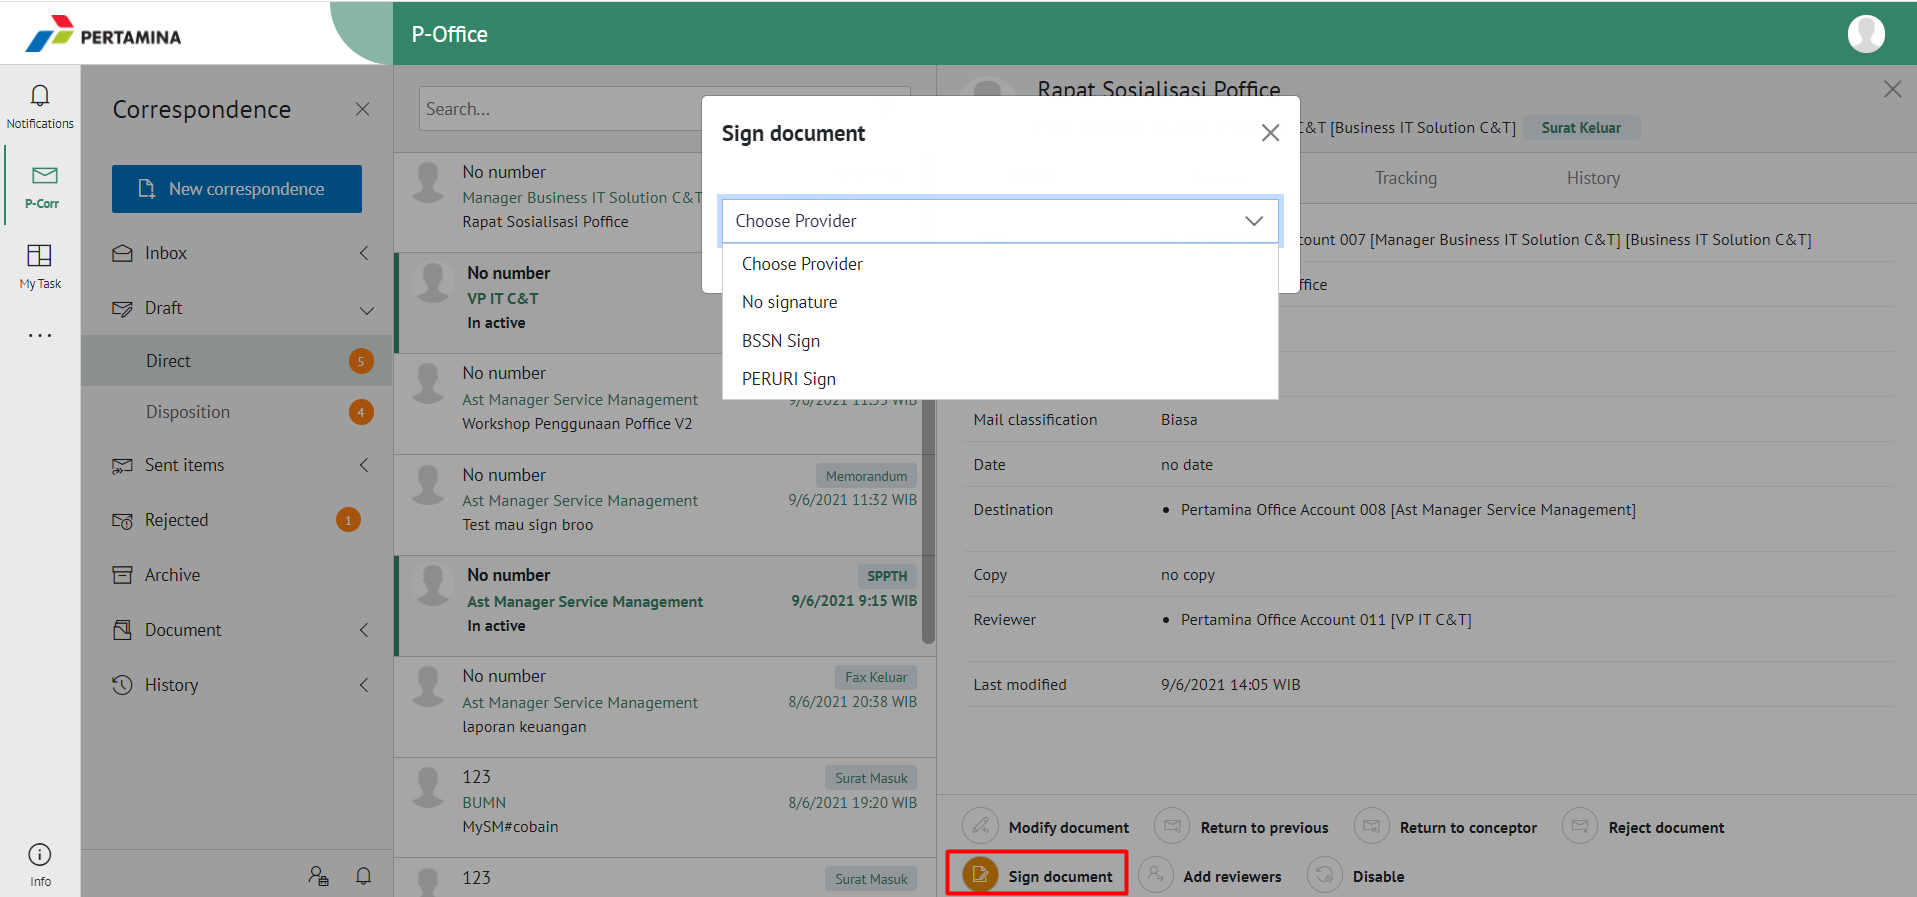 PERTAMINA
P-Office
Notifications
P-Corr
My Task
Info
Correspondence
New correspondence
Inbox
Draft
Direct
5
Disposition
4
Sent items
Rejected
1
Archive
Document
History
Search...
No number
Manager Business IT Solution C&T
Rapat Sosialisasi Poffice
No number
VP IT C&T
In active
No number
Ast Manager Service Management
9/6/2021 11:35 WIB
Workshop Penggunaan Poffice V2
No number
Memorandum
Ast Manager Service Management
9/6/2021 11:32 WIB
Test mau sign broo
No number
SPPTH
Ast Manager Service Management
9/6/2021 9:15 WIB
In active
No number
Fax Keluar
Ast Manager Service Management
8/6/2021 20:38 WIB
laporan keuangan
123
Surat Masuk
BUMN
8/6/2021 19:20 WIB
MySM#cobain
123
Surat Masuk
Sign document
Choose Provider
Choose Provider
No signature
BSSN Sign
PERURI Sign
Rapat Sosialisasi Poffice
C&T [Business IT Solution C&T]
Surat Keluar
Tracking
History
count 007 [Manager Business IT Solution C&T] [Business IT Solution C&T]
ffice
Mail classification
Biasa
Date
no date
Destination
• Pertamina Office Account 008 [Ast Manager Service Management]
Copy
no copy
Reviewer
• Pertamina Office Account 011 [VP IT C&T]
Last modified
9/6/2021 14:05 WIB
Modify document
Return to previous
Return to conceptor
Reject document
Sign document
Add reviewers
Disable